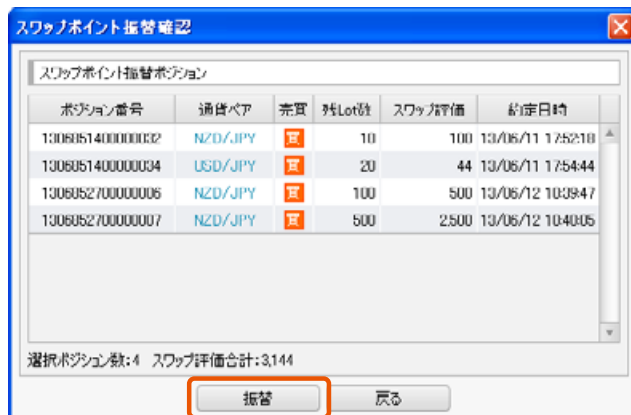 スワップポイント振替確認
スワップポイント振替ポジション
ポジション番号 通貨ペア 売買 残Lot数 スワップ評価 約定日時
1306851400000032 NZD/JPY 買 10 100 13/06/11 17:52:18
1306851400000034 USD/JPY 買 20 44 13/06/11 17:54:44
1306852700000006 NZD/JPY 買 100 500 13/06/12 10:39:47
1306852700000007 NZD/JPY 買 500 2,500 13/06/12 10:40:05
選択ポジション数:4 スワップ評価合計:3,144
振替 戻る